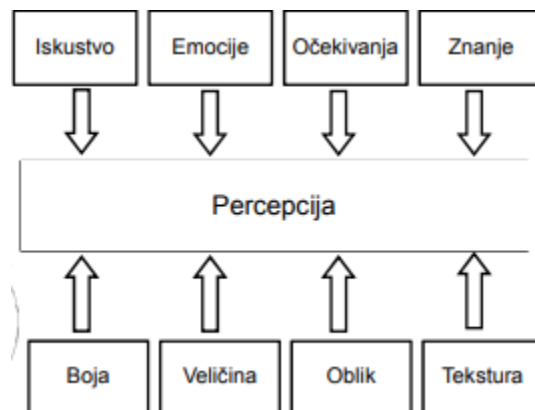 Iskustvo
Emocije
Očekivanja
Znanje
Percepcija
Boja
Veličina
Oblik
Tekstura